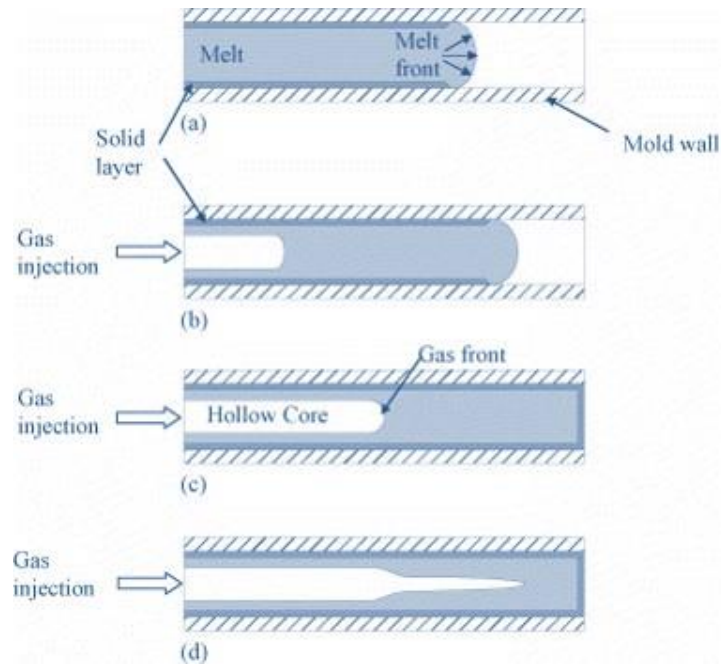 Melt
Melt
front
(a)
Solid
layer
Mold wall
Gas
injection
(b)
Gas front
Gas
injection
Hollow Core
(c)
Gas
injection
(d)